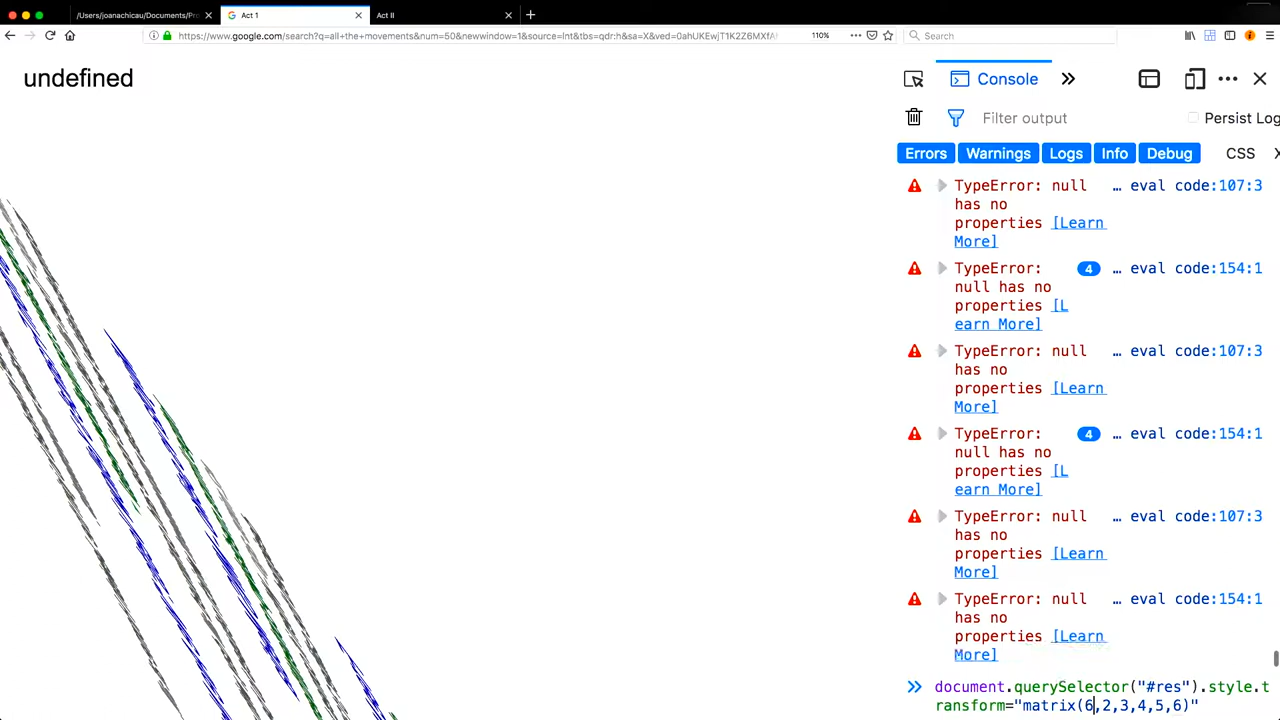 /Users/joanachicau/Documents/Pr
Act 1
Act II
https://www.google.com/search?q=all+the+movements&num=50&newwindow=1&source=lnt&tbs=qdr:h&sa=X&ved=0ahUKEwjT1K2Z6MXfAh
110%
Search
undefined
Console
Filter output
Persist Log
Errors
Warnings
Logs
Info
Debug
CSS
X
TypeError: null … eval code:107:3
has no
properties [Learn
More]
TypeError: 4 … eval code:154:1
null has no
properties [L
earn More]
TypeError: null … eval code:107:3
has no
properties [Learn
More]
TypeError: 4 … eval code:154:1
null has no
properties [L
earn More]
TypeError: null … eval code:107:3
has no
properties [Learn
More]
TypeError: null … eval code:154:1
has no
properties [Learn
More]
document.querySelector("#res").style.t
ransform="matrix(6,2,3,4,5,6)"